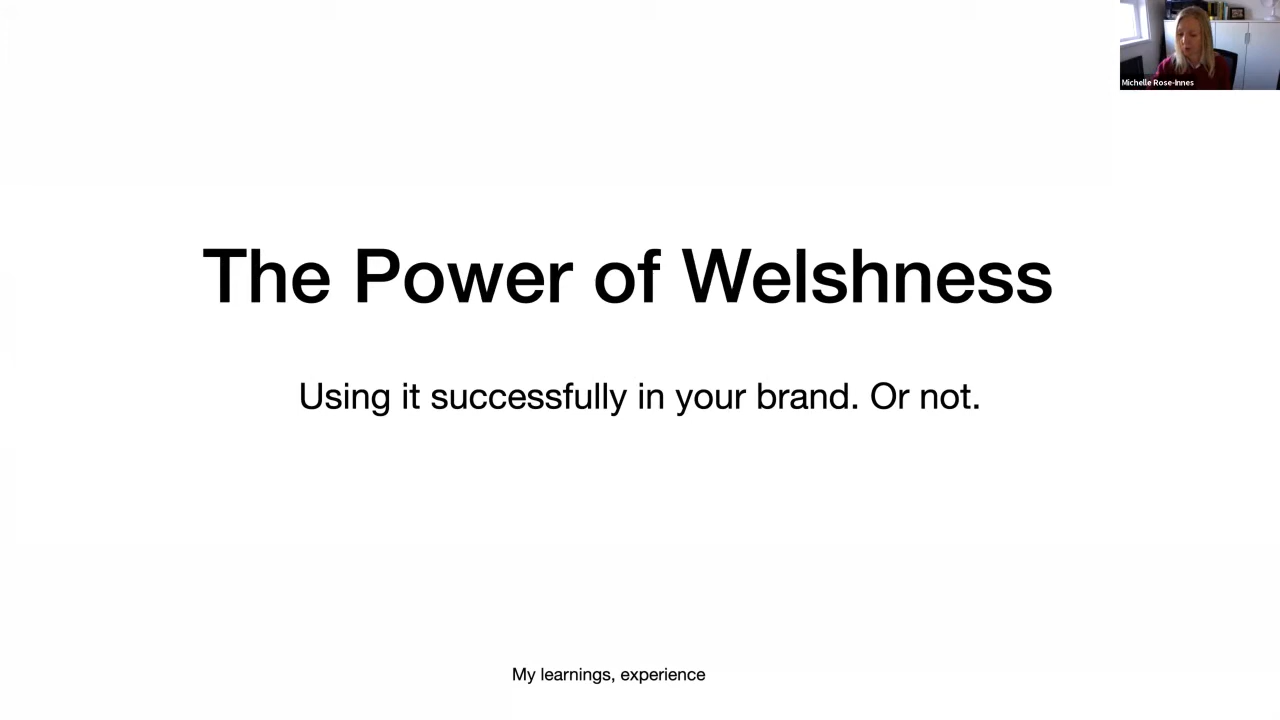 Michelle Rose-Innes
The Power of Welshness
Using it successfully in your brand. Or not.
My learnings, experience